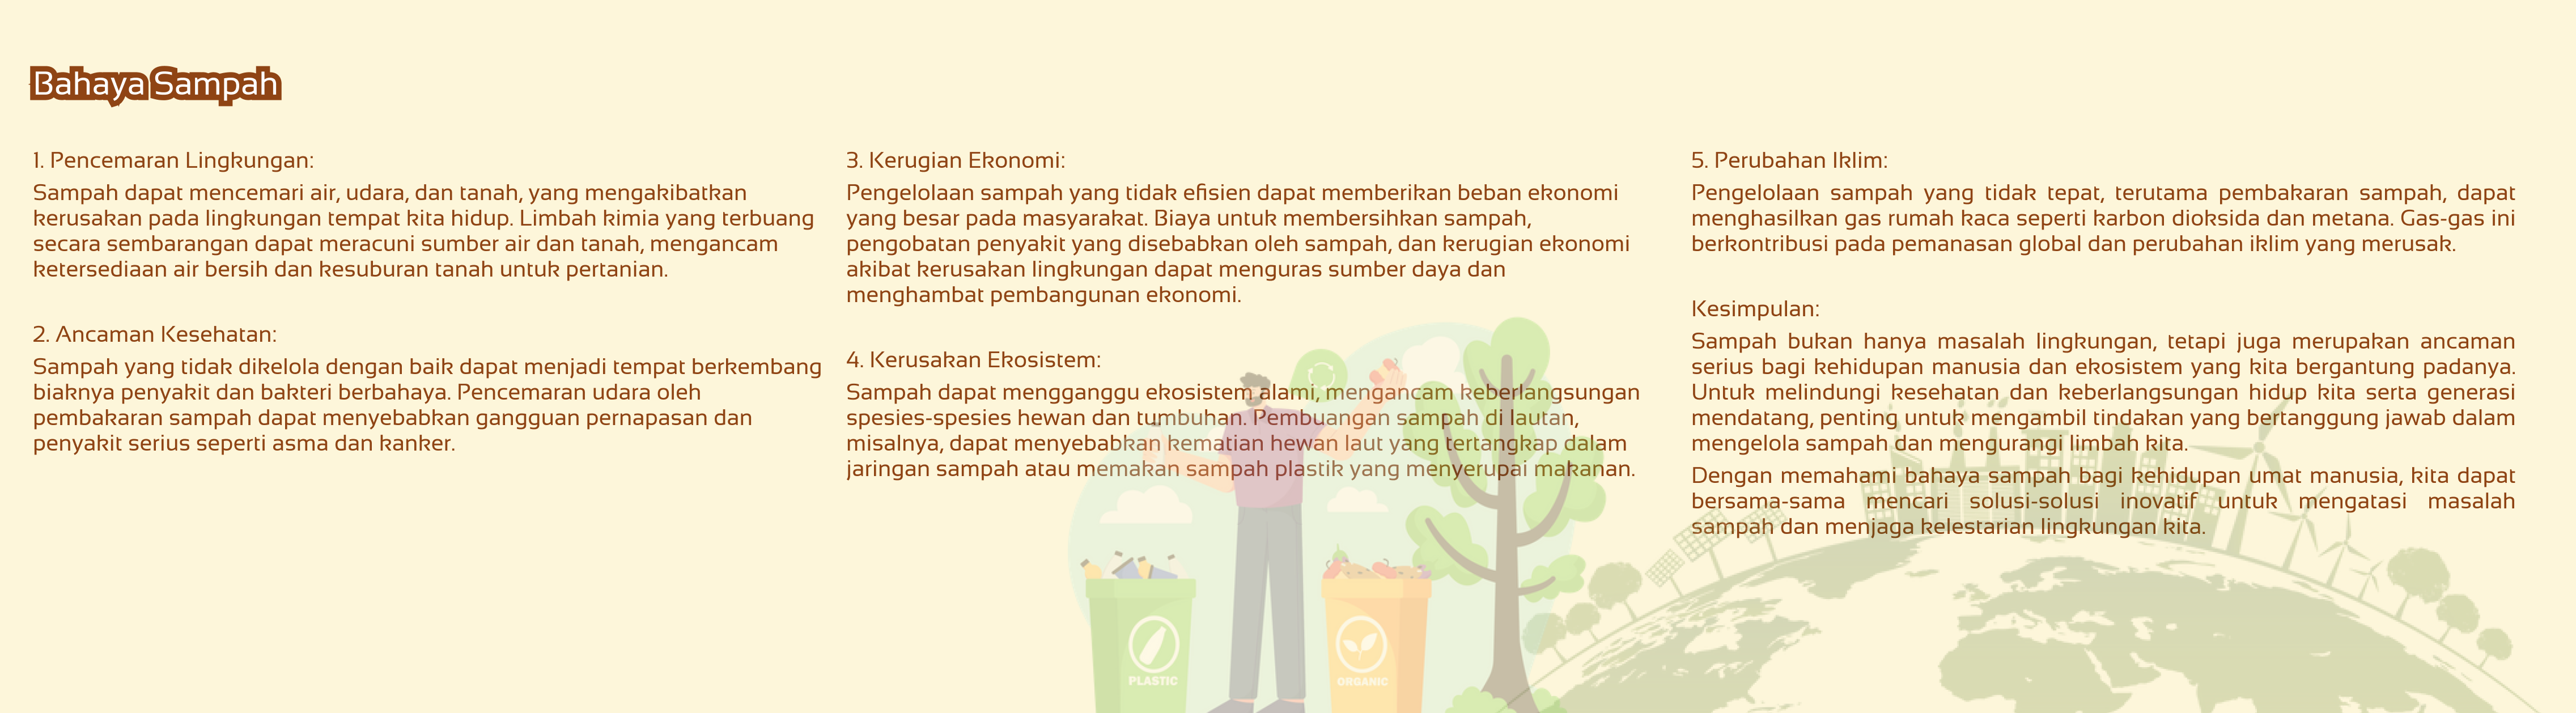 Bahaya Sampah
1. Pencemaran Lingkungan:
Sampah dapat mencemari air, udara, dan tanah, yang mengakibatkan
kerusakan pada lingkungan tempat kita hidup. Limbah kimia yang terbuang
secara sembarangan dapat meracuni sumber air dan tanah, mengancam
ketersediaan air bersih dan kesuburan tanah untuk pertanian.
2. Ancaman Kesehatan:
Sampah yang tidak dikelola dengan baik dapat menjadi tempat berkembang
biaknya penyakit dan bakteri berbahaya. Pencemaran udara oleh
pembakaran sampah dapat menyebabkan gangguan pernapasan dan
penyakit serius seperti asma dan kanker.
3. Kerugian Ekonomi:
Pengelolaan sampah yang tidak efisien dapat memberikan beban ekonomi
yang besar pada masyarakat. Biaya untuk membersihkan sampah,
pengobatan penyakit yang disebabkan oleh sampah, dan kerugian ekonomi
akibat kerusakan lingkungan dapat menguras sumber daya dan
menghambat pembangunan ekonomi.
4. Kerusakan Ekosistem:
Sampah dapat mengganggu ekosistem alami, mengancam keberlangsungan
spesies-spesies hewan dan tumbuhan. Pembuangan sampah di lautan,
misalnya, dapat menyebabkan kematian hewan laut yang tertangkap dalam
jaringan sampah atau memakan sampah plastik yang menyerupai makanan.
PLASTIC
ORGANIC
5. Perubahan Iklim:
Pengelolaan sampah yang tidak tepat, terutama pembakaran sampah, dapat
menghasilkan gas rumah kaca seperti karbon dioksida dan metana. Gas-gas ini
berkontribusi pada pemanasan global dan perubahan iklim yang merusak.
Kesimpulan:
Sampah bukan hanya masalah lingkungan, tetapi juga merupakan ancaman
serius bagi kehidupan manusia dan ekosistem yang kita bergantung padanya.
Untuk melindungi kesehatan dan keberlangsungan hidup kita serta generasi
mendatang, penting untuk mengambil tindakan yang bertanggung jawab dalam
mengelola sampah dan mengurangi limbah kita.
Dengan memahami bahaya sampah bagi kehidupan umat manusia, kita dapat
bersama-sama mencari solusi-solusi inovatif untuk mengatasi masalah
sampah dan menjaga kelestarian lingkungan kita.